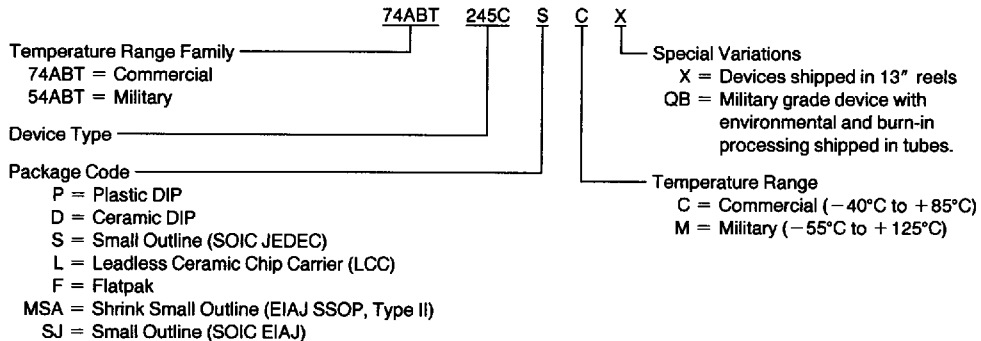 74ABT 245C S C X
Temperature Range Family
74ABT = Commercial
54ABT = Military
Device Type
Package Code
P = Plastic DIP
D = Ceramic DIP
S = Small Outline (SOIC JEDEC)
L = Leadless Ceramic Chip Carrier (LCC)
F = Flatpak
MSA = Shrink Small Outline (EIAJ SSOP, Type II)
SJ = Small Outline (SOIC EIAJ)
Special Variations
X = Devices shipped in 13″ reels
QB = Military grade device with
environmental and burn-in
processing shipped in tubes.
Temperature Range
C = Commercial (−40°C to +85°C)
M = Military (−55°C to +125°C)